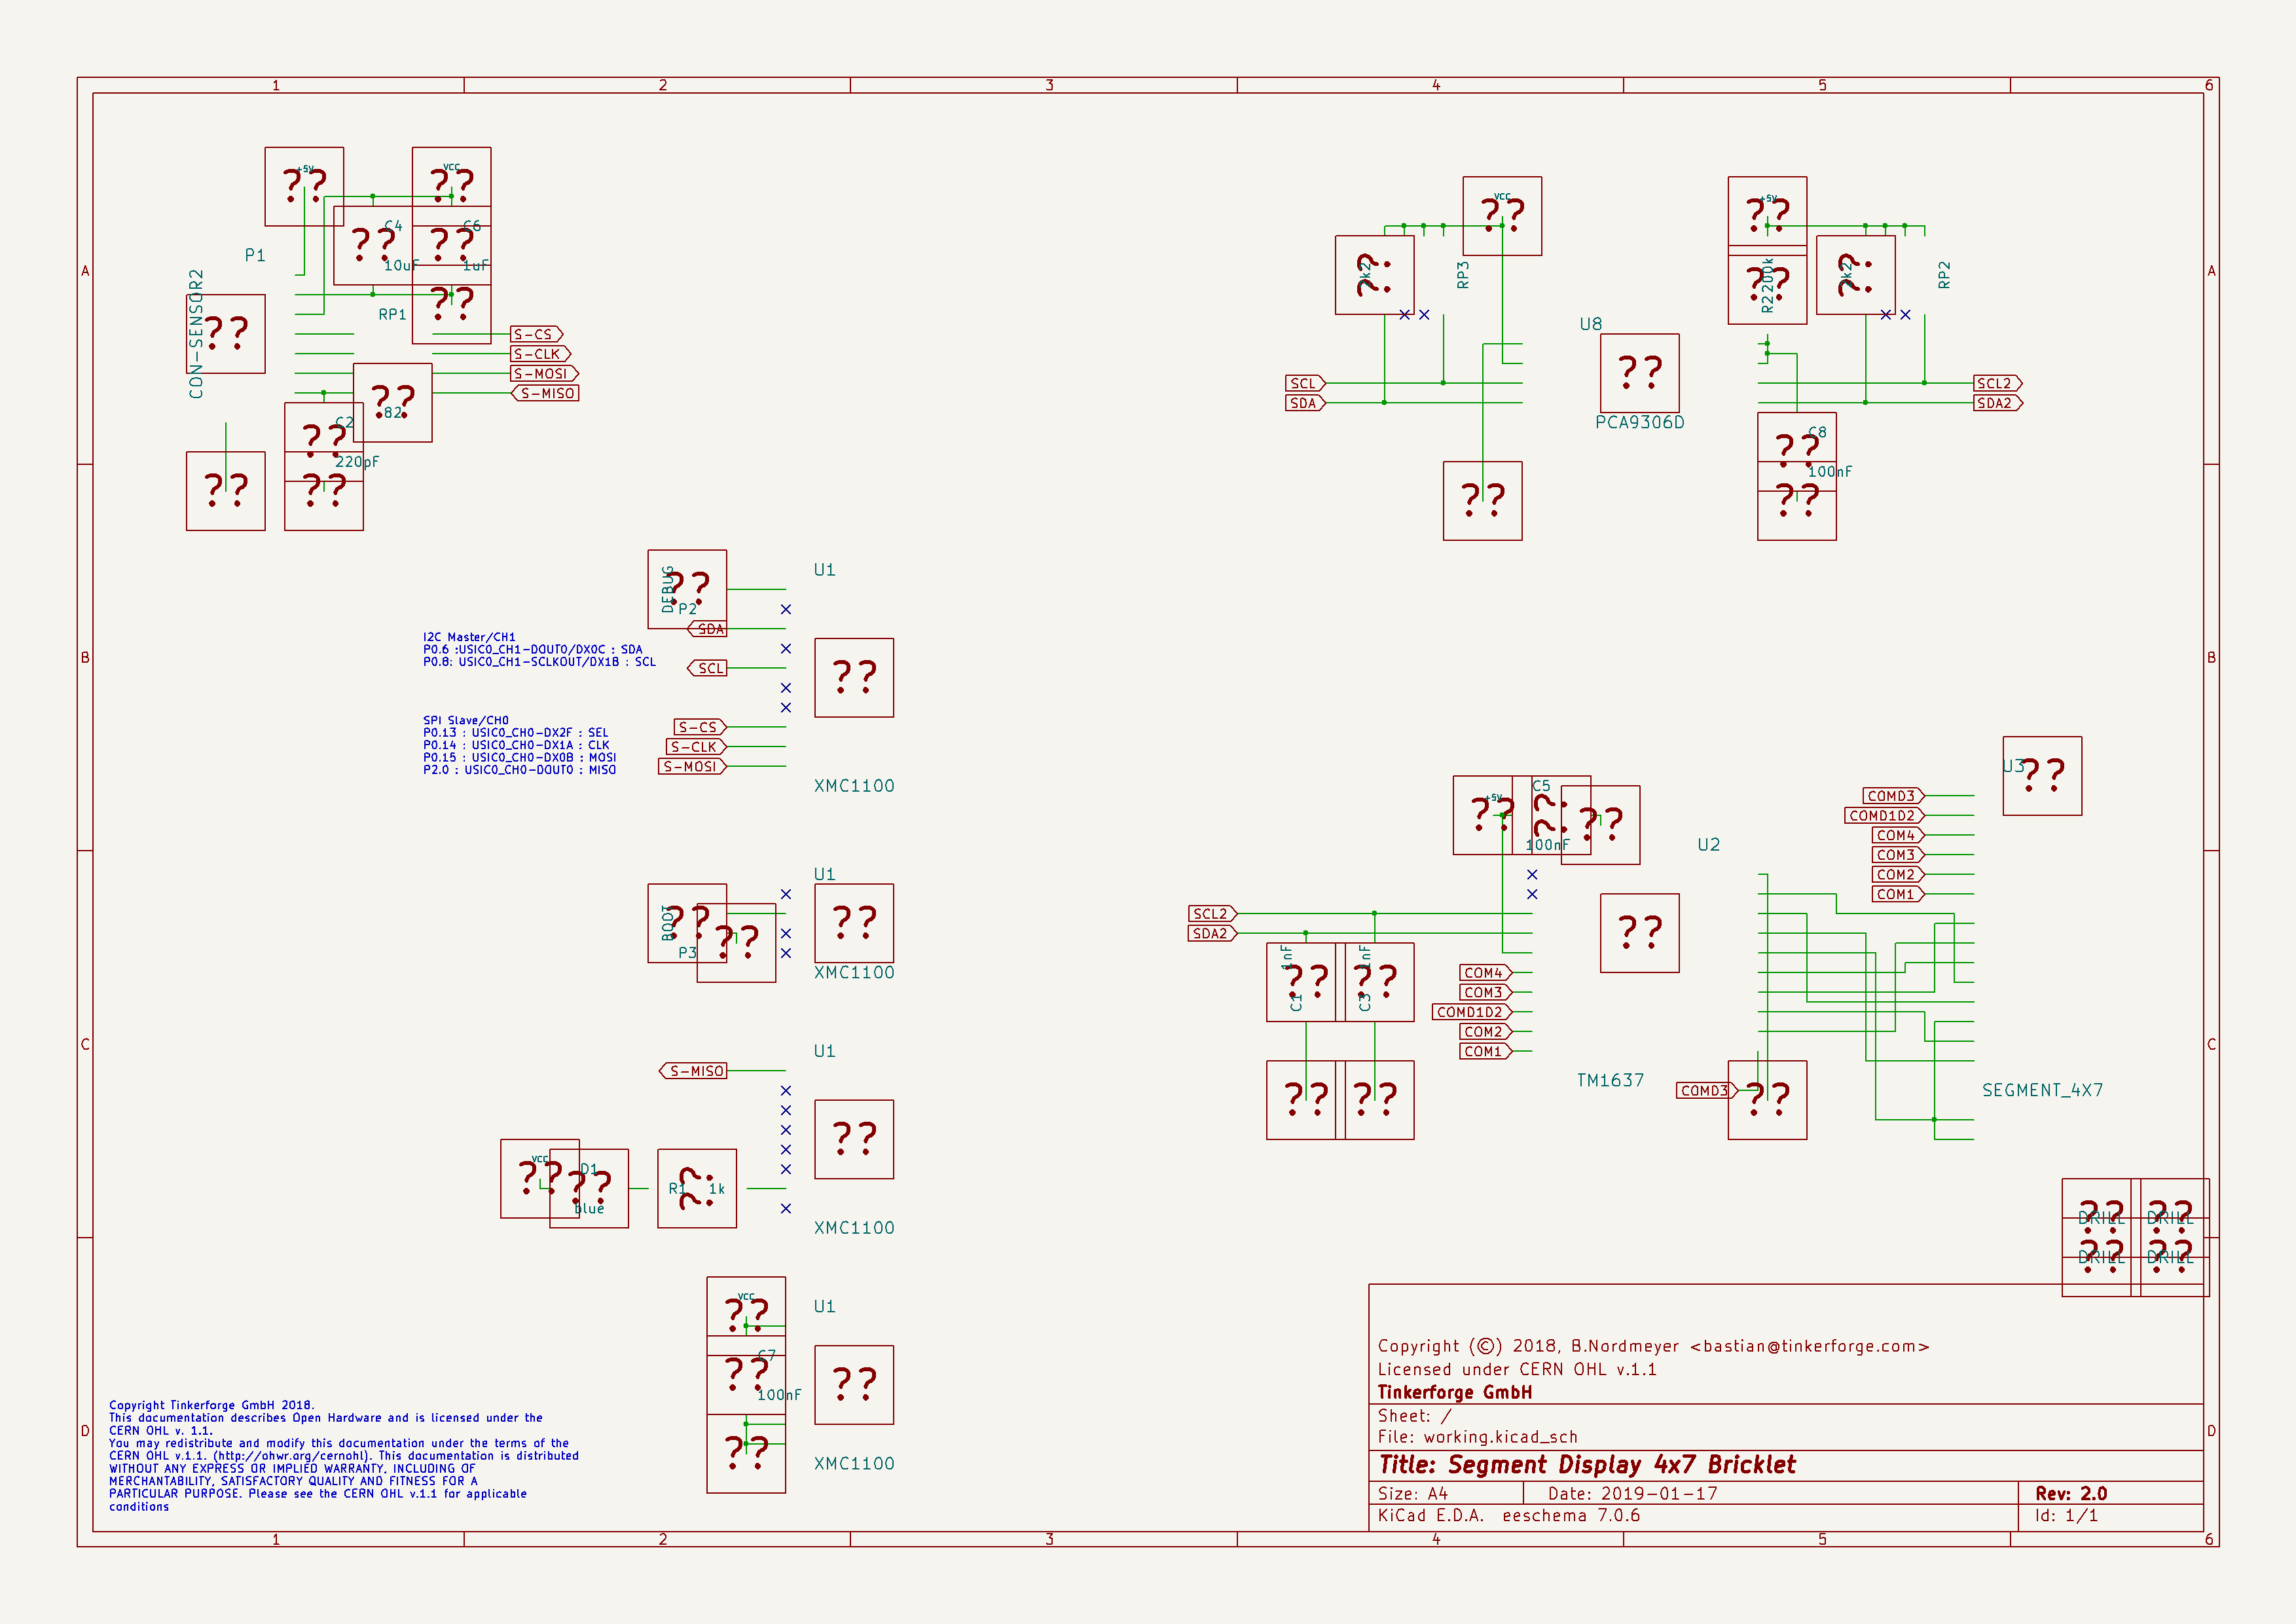 1 2 3 4 5 6
A
B
C
D
A
B
C
D
1 2 3 4 5 6
+5V
??
VCC
??
C4
??
10uF
C6
??
1uF
??
P1
CON-SENSOR2
??
RP1
82
??
S-CS
S-CLK
S-MOSI
S-MISO
C2
??
220pF
??
??
VCC
??
2k2
??
RP3
+5V
??
R2 200k
??
2k2
??
RP2
U8
??
PCA9306D
SCL
SDA
SCL2
SDA2
??
C8
??
100nF
??
DEBUG
??
P2
SDA
SCL
S-CS
S-CLK
S-MOSI
U1
??
XMC1100
I2C Master/CH1
P0.6 :USIC0_CH1-DOUT0/DX0C : SDA
P0.8: USIC0_CH1-SCLKOUT/DX1B : SCL
SPI Slave/CH0
P0.13 : USIC0_CH0-DX2F : SEL
P0.14 : USIC0_CH0-DX1A : CLK
P0.15 : USIC0_CH0-DX0B : MOSI
P2.0 : USIC0_CH0-DOUT0 : MISO
U1
BOOT
??
P3
??
??
XMC1100
U1
S-MISO
??
VCC
??
D1
??
blue
R1 1k
??
XMC1100
U1
VCC
??
C7
??
100nF
??
??
XMC1100
+5V
??
C5
??
100nF
??
U2
??
TM1637
SCL2
SDA2
1nF
??
C1
1nF
??
C3
??
??
COM4
COM3
COMD1D2
COM2
COM1
COMD3
??
U3
??
COMD3
COMD1D2
COM4
COM3
COM2
COM1
SEGMENT_4X7
??
DRILL
??
DRILL
??
DRILL
??
DRILL
Copyright Tinkerforge GmbH 2018.
This documentation describes Open Hardware and is licensed under the
CERN OHL v. 1.1.
You may redistribute and modify this documentation under the terms of the
CERN OHL v.1.1. (http://ohwr.org/cernohl). This documentation is distributed
WITHOUT ANY EXPRESS OR IMPLIED WARRANTY, INCLUDING OF
MERCHANTABILITY, SATISFACTORY QUALITY AND FITNESS FOR A
PARTICULAR PURPOSE. Please see the CERN OHL v.1.1 for applicable
conditions
Copyright (©) 2018, B.Nordmeyer <bastian@tinkerforge.com>
Licensed under CERN OHL v.1.1
Tinkerforge GmbH
Sheet: /
File: working.kicad_sch
Title: Segment Display 4x7 Bricklet
Size: A4 Date: 2019-01-17 Rev: 2.0
KiCad E.D.A. eeschema 7.0.6 Id: 1/1